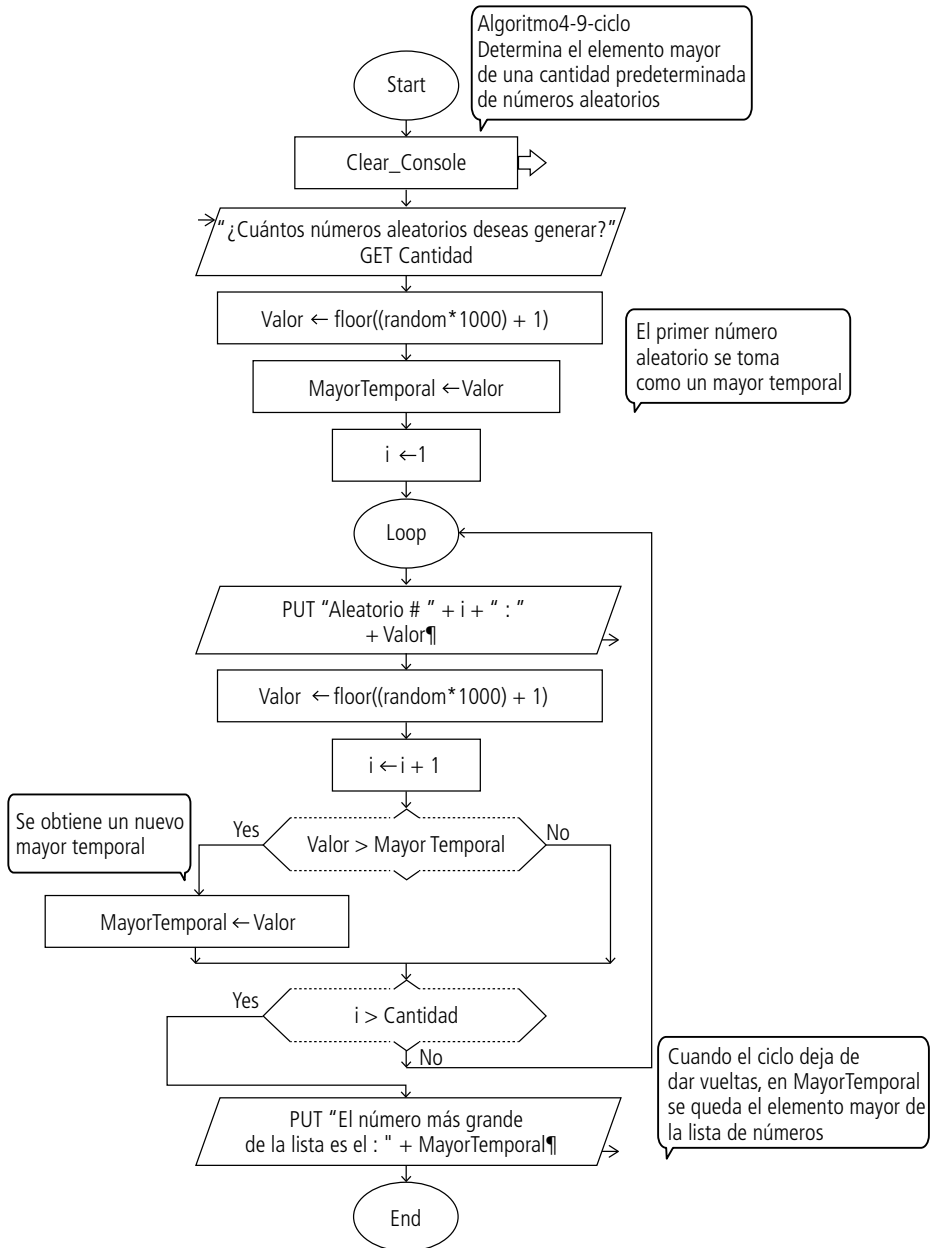 Algoritmo4-9-ciclo
Determina el elemento mayor
de una cantidad predeterminada
de números aleatorios
Start
Clear_Console
"¿Cuántos números aleatorios deseas generar?"
GET Cantidad
Valor ← floor((random*1000) + 1)
El primer número
aleatorio se toma
como un mayor temporal
MayorTemporal ←Valor
i ←1
Loop
PUT "Aleatorio # " + i + " : "
+ Valor¶
Valor ← floor((random*1000) + 1)
i ← i + 1
Se obtiene un nuevo
mayor temporal
Yes
Valor > Mayor Temporal
No
MayorTemporal ← Valor
Yes
i > Cantidad
No
Cuando el ciclo deja de
dar vueltas, en MayorTemporal
se queda el elemento mayor de
la lista de números
PUT "El número más grande
de la lista es el : " + MayorTemporal¶
End